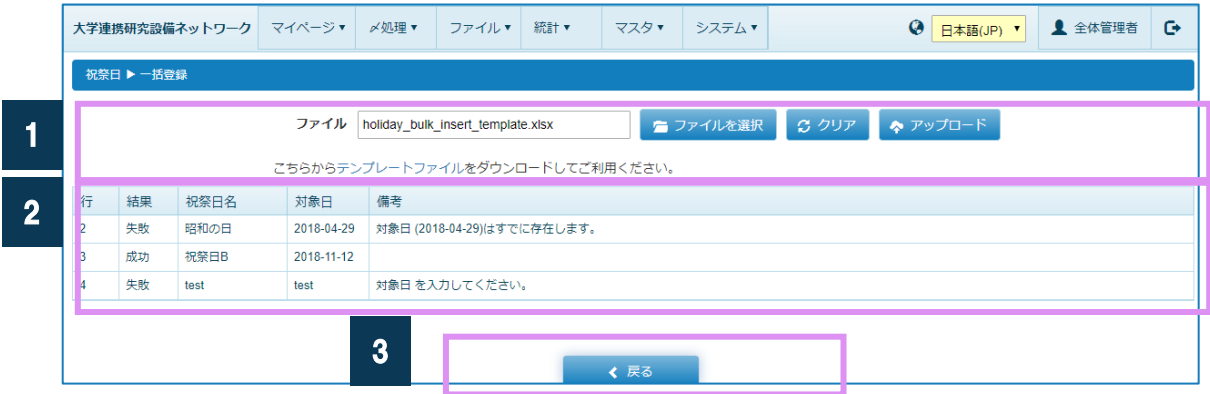 大学連携研究設備ネットワーク マイページ▼ 〆処理▼ ファイル▼ 統計▼ マスタ▼ システム▼ 日本語(JP) ▼ 全体管理者
祝祭日 ▶ 一括登録
1
ファイル holiday_bulk_insert_template.xlsx ファイルを選択 クリア アップロード
こちらからテンプレートファイルをダウンロードしてご利用ください。
2
行 結果 祝祭日名 対象日 備考
2 失敗 昭和の日 2018-04-29 対象日 (2018-04-29)はすでに存在します。
3 成功 祝祭日B 2018-11-12
4 失敗 test test 対象日 を入力してください。
3
戻る